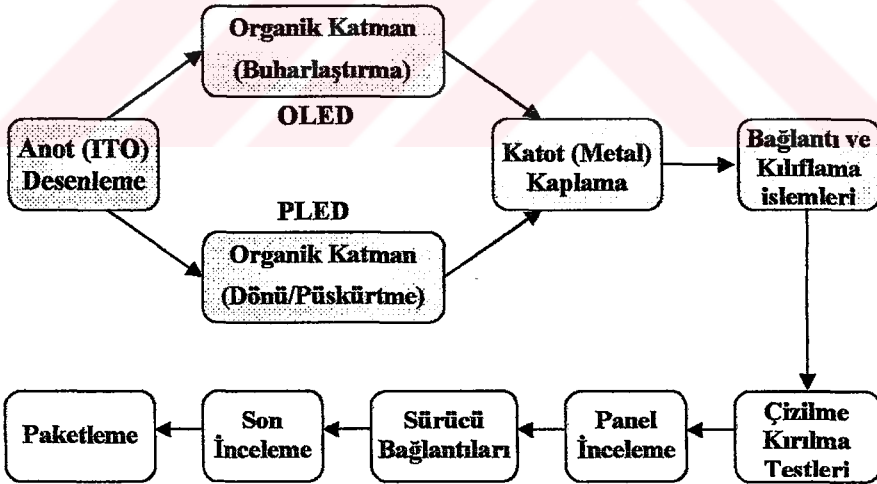 Organik Katman
(Buharlaştırma)
OLED
Anot (ITO)
Desenleme
PLED
Organik Katman
(Dönü/Püskürtme)
Katot (Metal)
Kaplama
Bağlantı ve
Kılıflama
islemleri
Çizilme
Kırılma
Testleri
Panel
İnceleme
Sürücü
Bağlantıları
Son
İnceleme
Paketleme